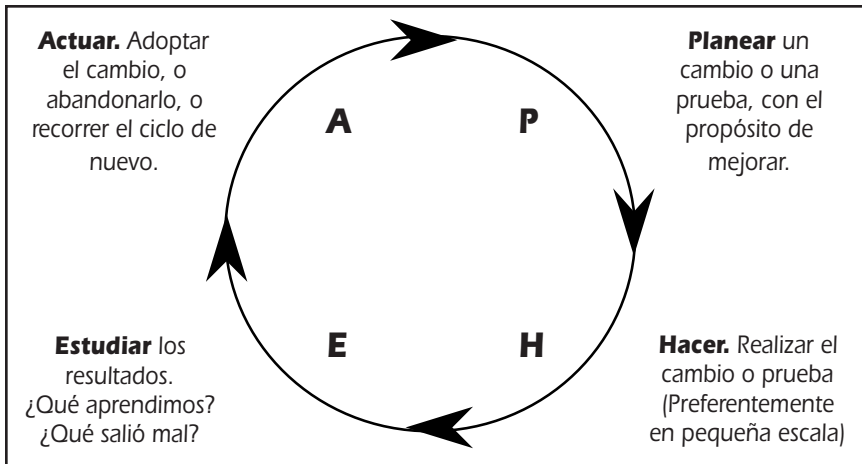 Actuar. Adoptar
el cambio, o
abandonarlo, o
recorrer el ciclo de
nuevo.
A
P
Planear un
cambio o una
prueba, con el
propósito de
mejorar.
Estudiar los
resultados.
¿Qué aprendimos?
¿Qué salió mal?
E
H
Hacer. Realizar el
cambio o prueba
(Preferentemente
en pequeña escala)